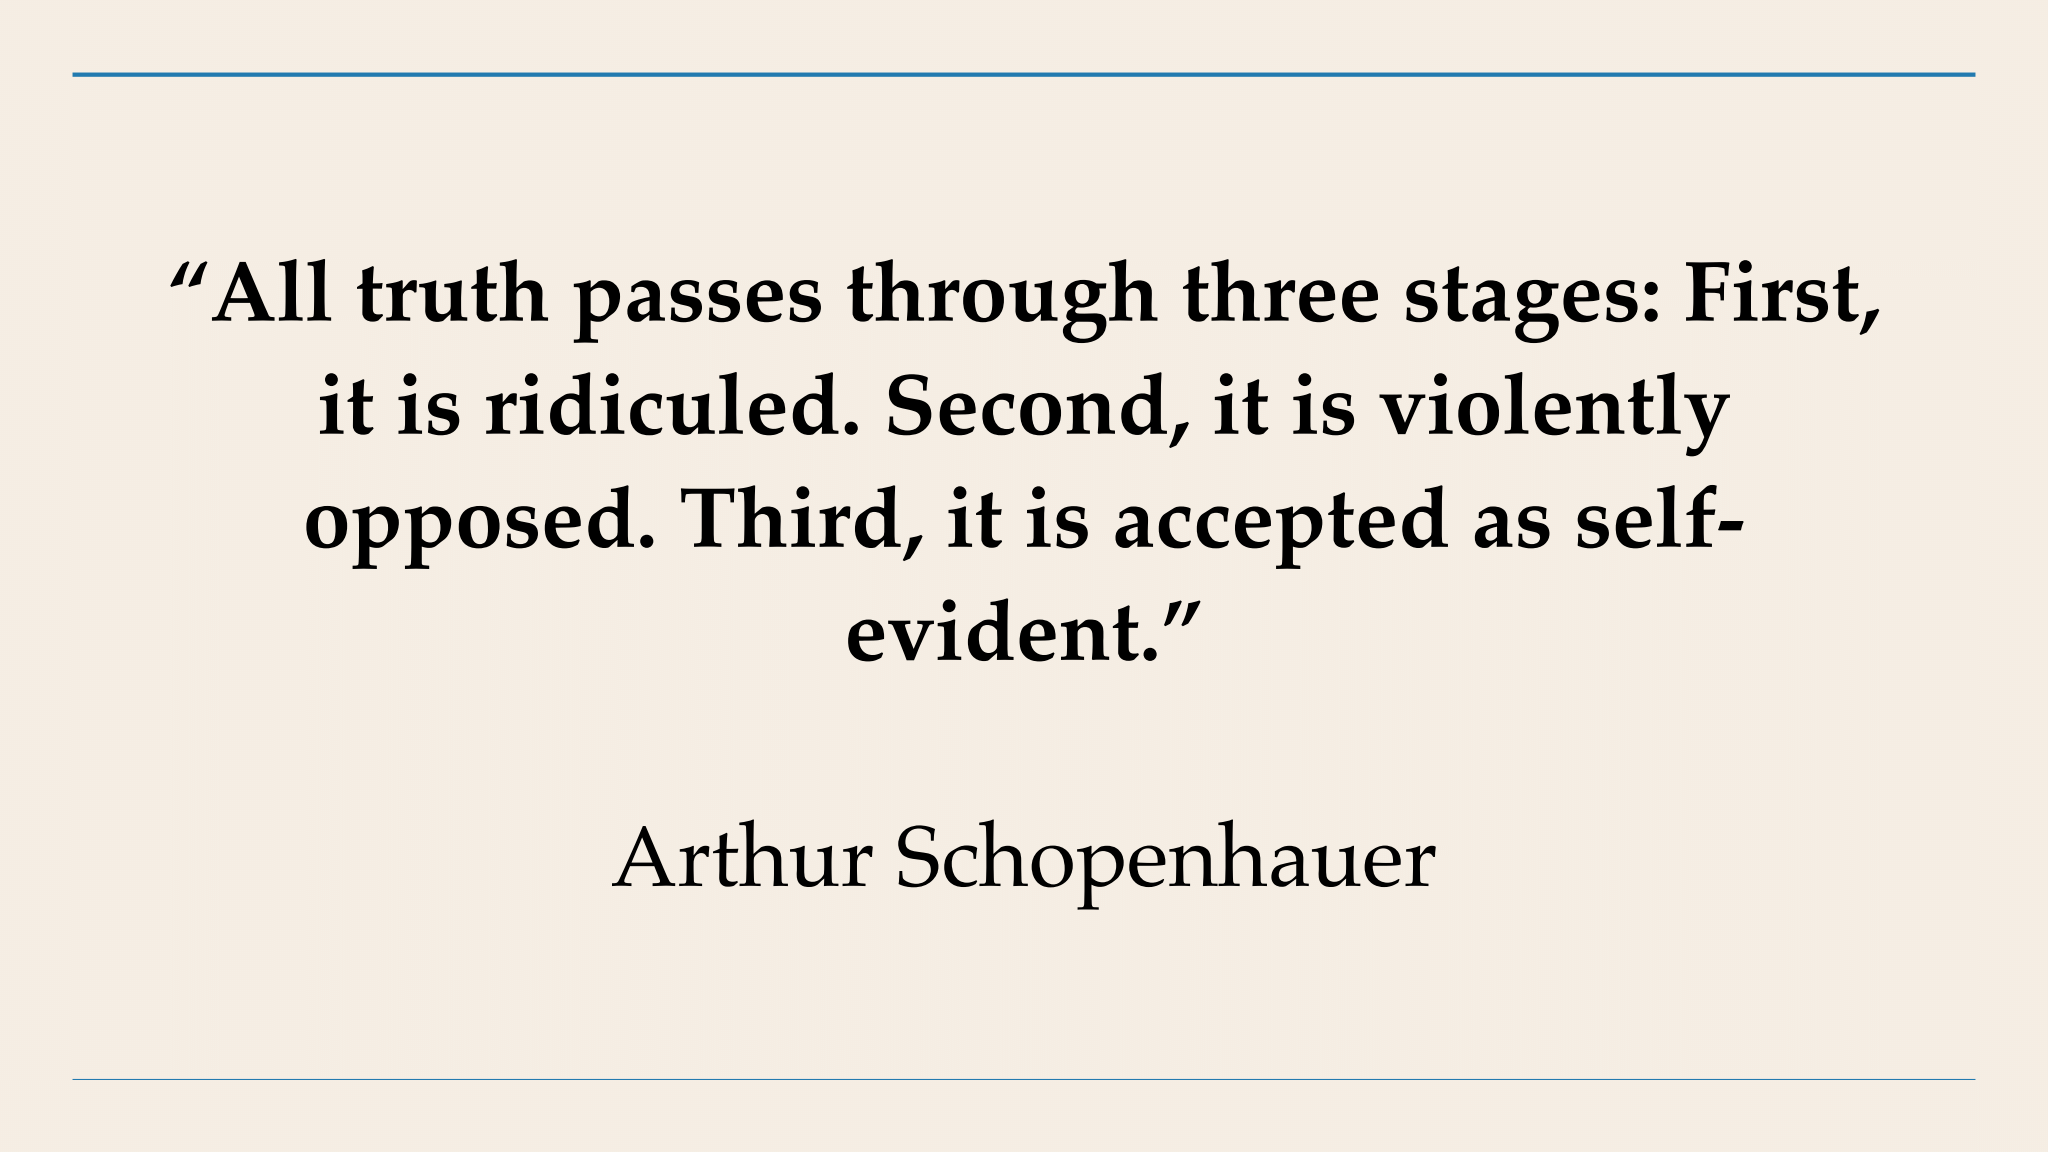 “All truth passes through three stages: First,
it is ridiculed. Second, it is violently
opposed. Third, it is accepted as self-
evident.”
Arthur Schopenhauer